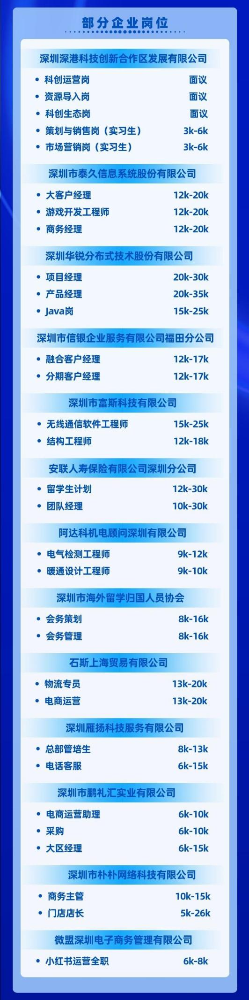 部分企业岗位
深圳深港科技创新合作区发展有限公司
• 科创运营岗 面议
• 资源导入岗 面议
• 科创生态岗 面议
• 策划与销售岗（实习生） 3k-6k
• 市场营销岗（实习生） 3k-6k
深圳市泰久信息系统股份有限公司
• 大客户经理 12k-20k
• 游戏开发工程师 12k-20k
• 商务经理 12k-20k
深圳华锐分布式技术股份有限公司
• 项目经理 20k-30k
• 产品经理 20k-35k
• Java岗 15k-25k
深圳市信银企业服务有限公司福田分公司
• 融合客户经理 12k-17k
• 分期客户经理 12k-17k
深圳市富斯科技有限公司
• 无线通信软件工程师 15k-25k
• 结构工程师 12k-18k
安联人寿保险有限公司深圳分公司
• 留学生计划 12k-30k
• 团队经理 10k-30k
阿达科机电顾问深圳有限公司
• 电气检测工程师 9k-12k
• 暖通设计工程师 9k-10k
深圳市海外留学归国人员协会
• 会务策划 8k-16k
• 会务管理 8k-16k
石斯上海贸易有限公司
• 物流专员 13k-20k
• 电商运营 13k-20k
深圳雁扬科技服务有限公司
• 总部管培生 8k-13k
• 电话客服 6k-15k
深圳市鹏礼汇实业有限公司
• 电商运营助理 6k-10k
• 采购 6k-10k
• 大区经理 6k-15k
深圳市朴朴网络科技有限公司
• 商务主管 10k-15k
• 门店店长 5k-26k
微盟深圳电子商务管理有限公司
• 小红书运营全职 6k-8k